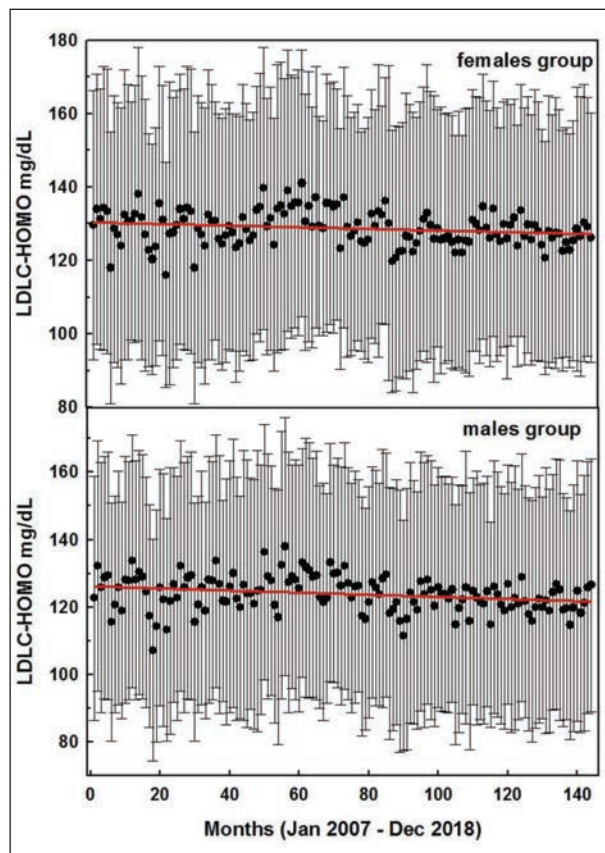 180
females group
160
140
120
100
80
LDLC-HOMO mg/dL
males group
160
140
120
100
80
LDLC-HOMO mg/dL
0 20 40 60 80 100 120 140
Months (Jan 2007 - Dec 2018)